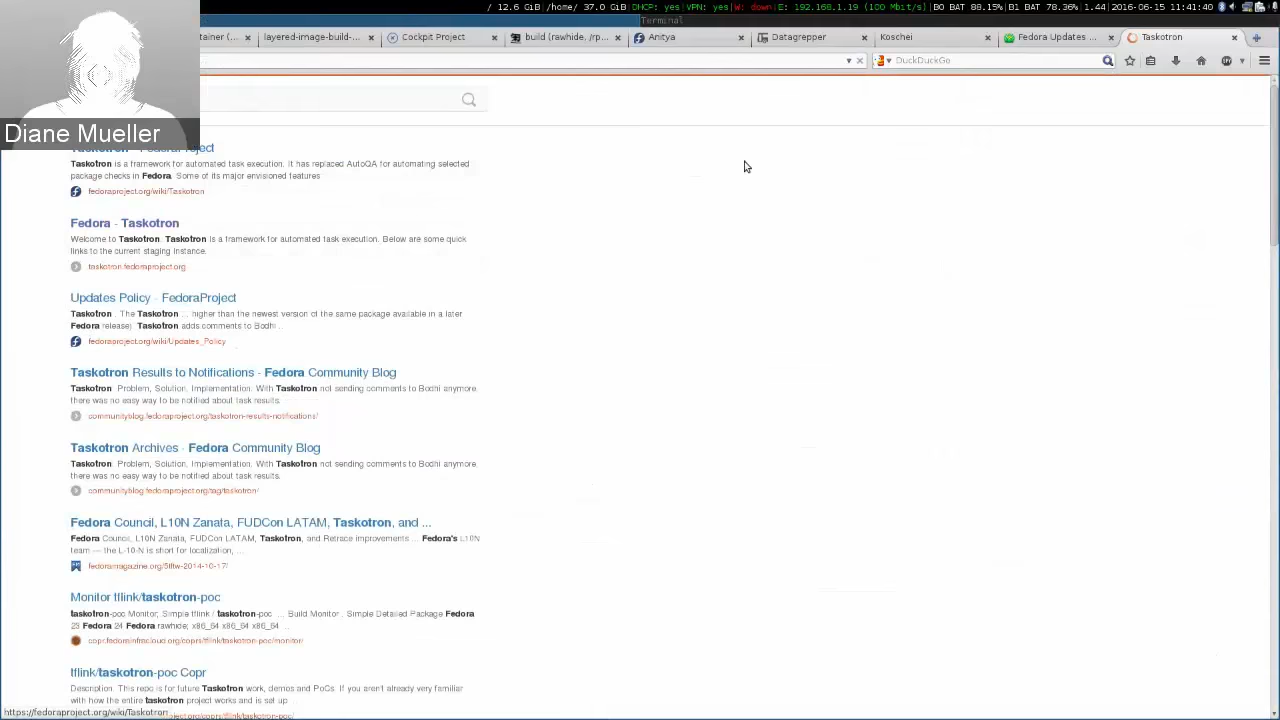 / 12.6 GiB|/home/ 37.0 GiB|DHCP: yes|VPN: yes|W: down|E: 192.168.1.19 (100 Mbit/s)|B0 BAT 88.15%|B1 BAT 78.36%|1.44|2016-06-15 11:41:40
Terminal
tainer (...
layered-image-build-...
Cockpit Project
build (rawhide, /rp...
Anitya
Datagrepper
Koschei
Fedora Updates ...
Taskotron
DuckDuckGo
Diane Mueller
Taskotron - FedoraProject
Taskotron is a framework for automated task execution. It has replaced AutoQA for automating selected
package checks in Fedora. Some of its major envisioned features
fedoraproject.org/wiki/Taskotron
Fedora - Taskotron
Welcome to Taskotron. Taskotron is a framework for automated task execution. Below are some quick
links to the current staging instance.
taskotron.fedoraproject.org
Updates Policy - FedoraProject
Taskotron . The Taskotron ... higher than the newest version of the same package available in a later
Fedora release) Taskotron adds comments to Bodhi ...
fedoraproject.org/wiki/Updates_Policy
Taskotron Results to Notifications - Fedora Community Blog
Taskotron Problem, Solution, Implementation. With Taskotron not sending comments to Bodhi anymore,
there was no easy way to be notified about task results.
communityblog.fedoraproject.org/taskotron-results-notifications/
Taskotron Archives - Fedora Community Blog
Taskotron Problem, Solution, Implementation. With Taskotron not sending comments to Bodhi anymore,
there was no easy way to be notified about task results.
communityblog.fedoraproject.org/tag/taskotron/
Fedora Council, L10N Zanata, FUDCon LATAM, Taskotron, and ...
Fedora Council, L10N Zanata, FUDCon LATAM, Taskotron, and Retrace improvements ... Fedora's L10N
team — the L-10-N is short for localization, ...
fedoramagazine.org/5tftw-2014-10-17/
Monitor tflink/taskotron-poc
taskotron-poc Monitor; Simple tflink / taskotron-poc ... Build Monitor . Simple Detailed Package Fedora
23 Fedora 24 Fedora rawhide; x86_64 x86_64 x86_64 ...
copr.fedorainfracloud.org/coprs/tflink/taskotron-poc/monitor/
tflink/taskotron-poc Copr
Description. This repo is for future Taskotron work, demos and PoCs. If you aren't already very familiar
with how the entire taskotron project works and is set up
https://fedoraproject.org/wiki/Taskotron
oject.org/coprs/tflink/taskotron-poc/